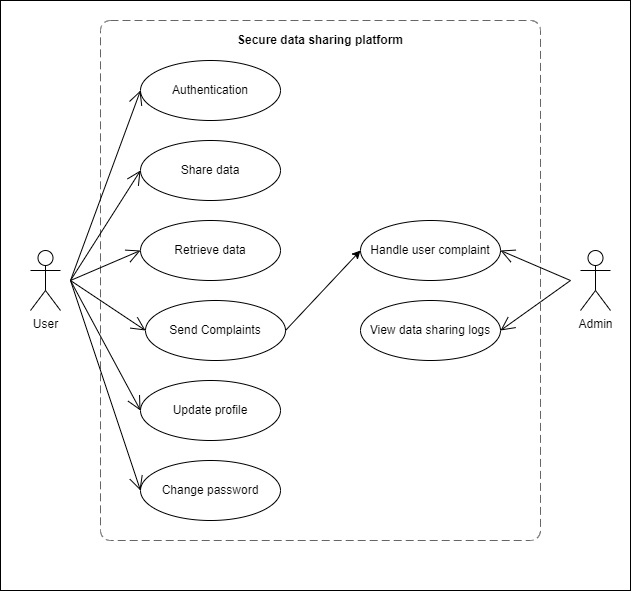 Secure data sharing platform
Authentication
Share data
Retrieve data
Handle user complaint
User
Send Complaints
View data sharing logs
Admin
Update profile
Change password